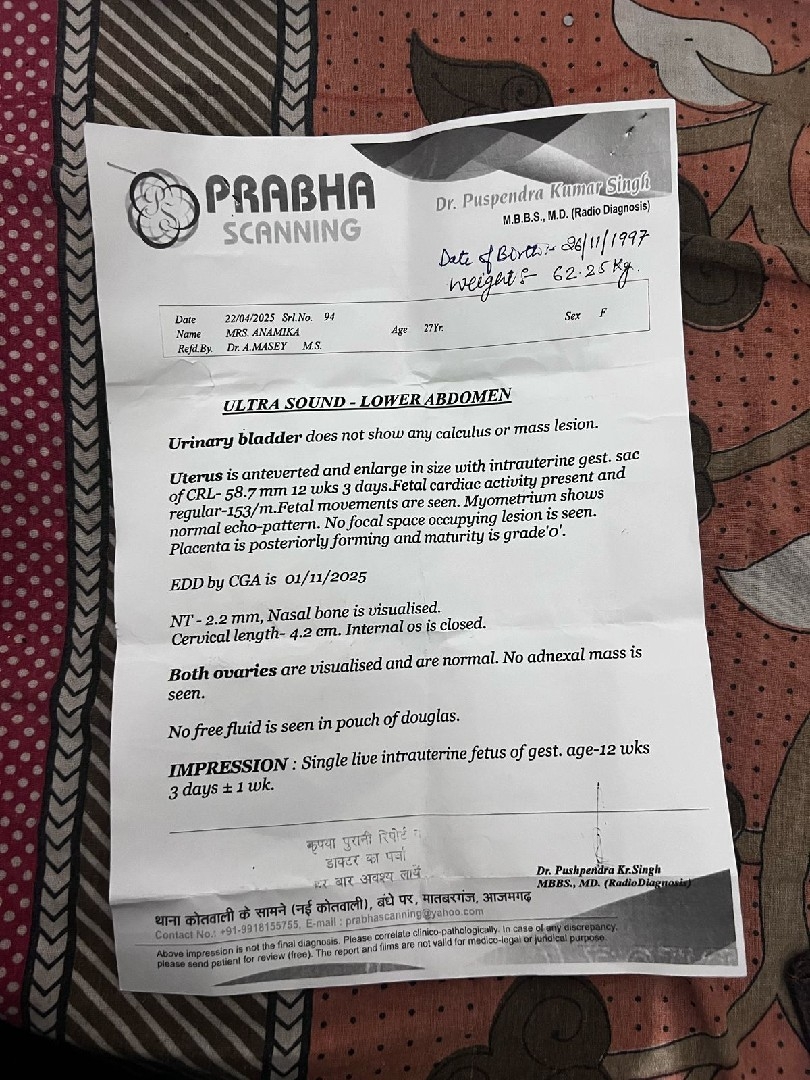 PRABHA
SCANNING
Dr. Puspendra Kumar Singh
M.B.B.S., M.D. (Radio Diagnosis)
Date of Birth:- 26/11/1997
Weight:- 62.25 Kg.
Date 22/04/2025 Srl.No. 94
Name MRS. ANAMIKA Age 27Yr. Sex F
Refd.By. Dr. A.MASEY M.S.
ULTRA SOUND - LOWER ABDOMEN
Urinary bladder does not show any calculus or mass lesion.
Uterus is anteverted and enlarge in size with intrauterine gest. sac
of CRL- 58.7 mm 12 wks 3 days.Fetal cardiac activity present and
regular-153/m.Fetal movements are seen. Myometrium shows
normal echo-pattern. No focal space occupying lesion is seen.
Placenta is posteriorly forming and maturity is grade'0'.
EDD by CGA is 01/11/2025
NT - 2.2 mm, Nasal bone is visualised.
Cervical length- 4.2 cm. Internal os is closed.
Both ovaries are visualised and are normal. No adnexal mass is
seen.
No free fluid is seen in pouch of douglas.
IMPRESSION : Single live intrauterine fetus of gest. age-12 wks
3 days ± 1 wk.
कृपया पुरानी रिपोर्ट
डाक्टर का पर्चा
हर बार अवश्य लायें
Dr. Pushpendra Kr.Singh
MBBS., MD. (RadioDiagnosis)
थाना कोतवाली के सामने (नई कोतवाली), बंधे पर, मातबरगंज, आजमगढ़
Contact No.: +91-9918155755, E-mail : prabhascanning@yahoo.com
Above impression is not the final diagnosis. Please correlate clinico-pathologically. In case of any discrepancy,
please send patient for review (free). The report and films are not valid for medico-legal or juridical purpose.